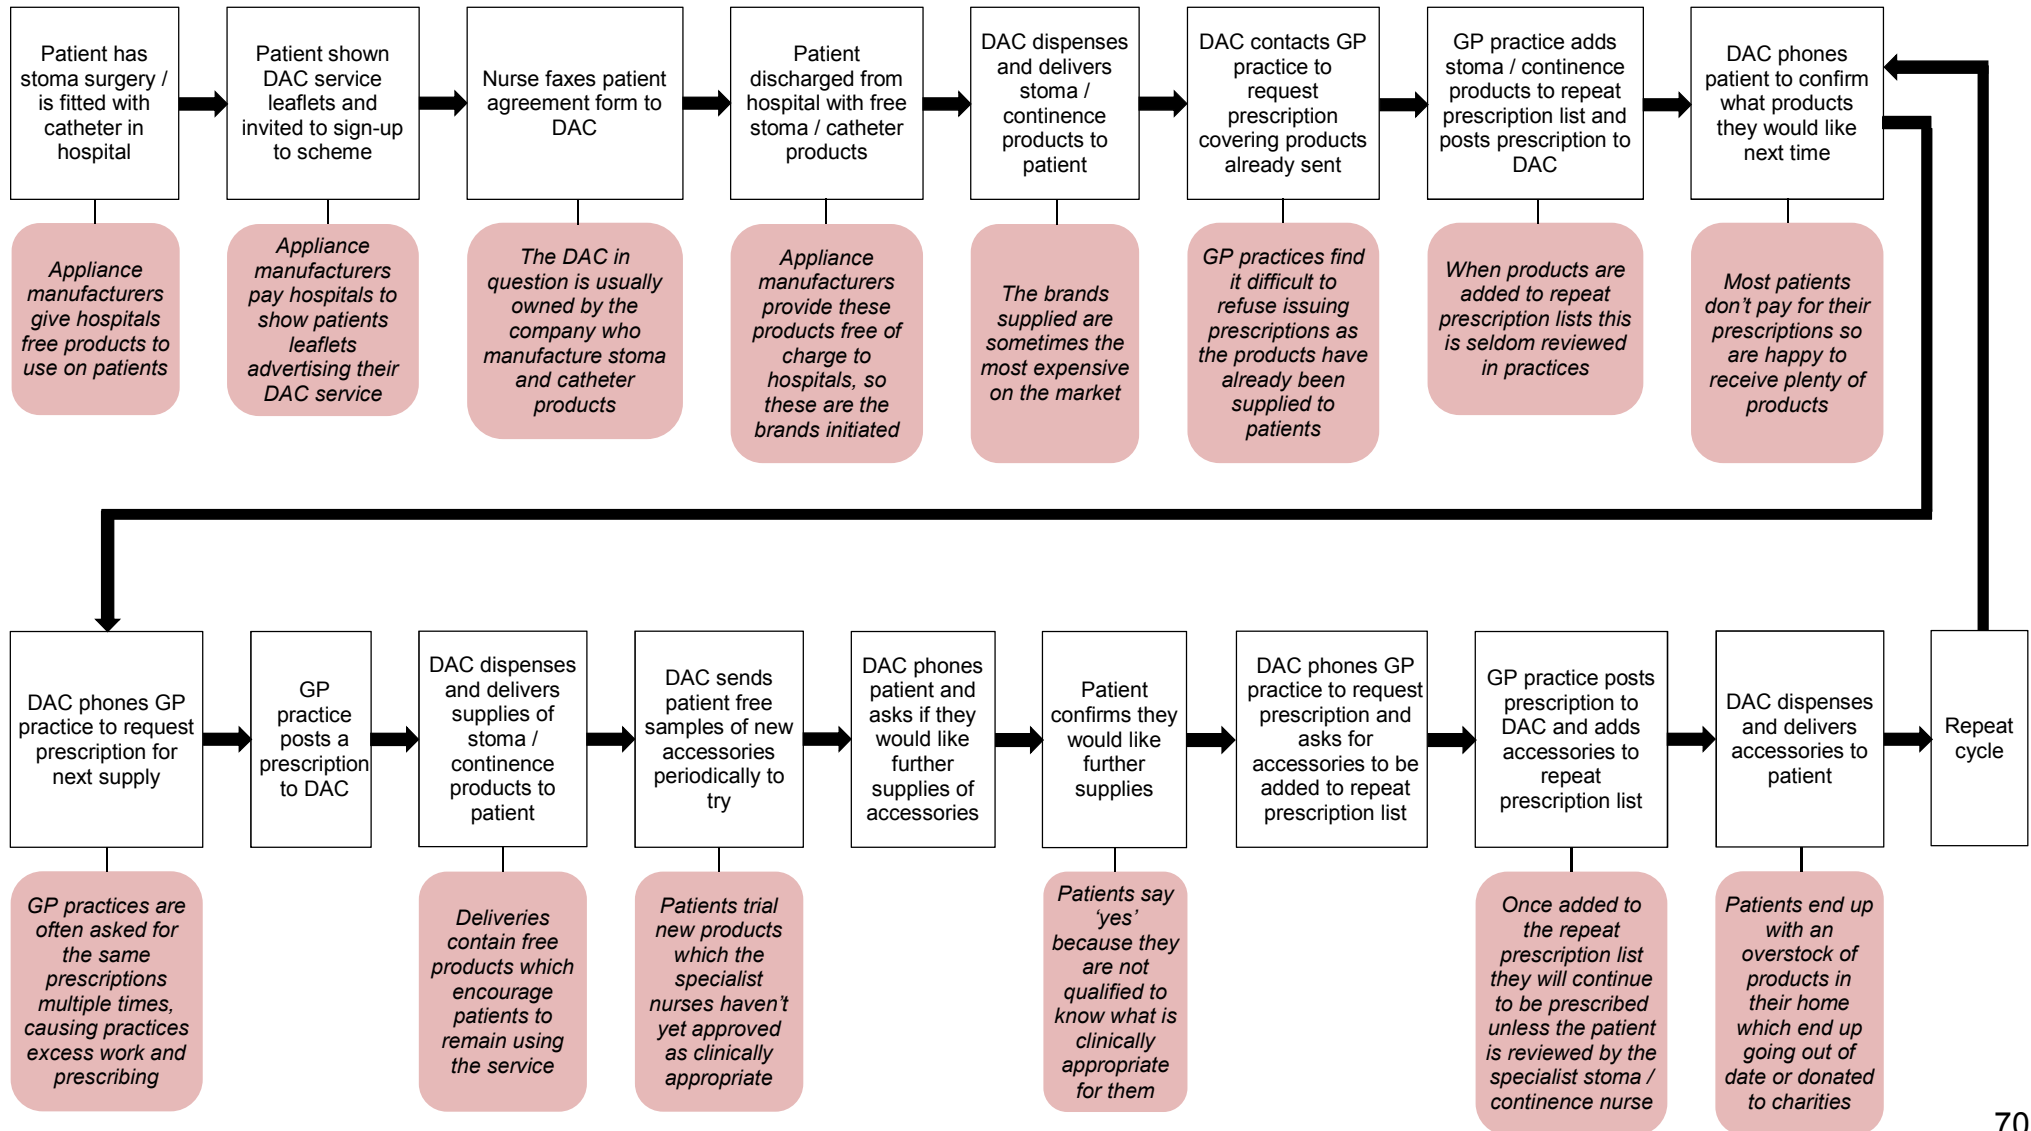 Patient has
stoma surgery /
is fitted with
catheter in
hospital
Patient shown
DAC service
leaflets and
invited to sign-up
to scheme
Nurse faxes patient
agreement form to
DAC
Patient
discharged from
hospital with free
stoma / catheter
products
DAC dispenses
and delivers
stoma /
continence
products to
patient
DAC contacts GP
practice to
request
prescription
covering products
already sent
GP practice adds
stoma / continence
products to repeat
prescription list and
posts prescription to
DAC
DAC phones
patient to confirm
what products
they would like
next time
Appliance
manufacturers
give hospitals
free products to
use on patients
Appliance
manufacturers
pay hospitals to
show patients
leaflets
advertising their
DAC service
The DAC in
question is usually
owned by the
company who
manufacture stoma
and catheter
products
Appliance
manufacturers
provide these
products free of
charge to
hospitals, so
these are the
brands initiated
The brands
supplied are
sometimes the
most expensive
on the market
GP practices find
it difficult to
refuse issuing
prescriptions as
the products have
already been
supplied to
patients
When products are
added to repeat
prescription lists this
is seldom reviewed
in practices
Most patients
don't pay for their
prescriptions so
are happy to
receive plenty of
products
DAC phones GP
practice to request
prescription for
next supply
GP
practice
posts a
prescription
to DAC
DAC dispenses
and delivers
supplies of
stoma /
continence
products to
patient
DAC sends
patient free
samples of new
accessories
periodically to
try
DAC phones
patient and
asks if they
would like
further
supplies of
accessories
Patient
confirms they
would like
further
supplies
DAC phones GP
practice to request
prescription and
asks for
accessories to be
added to repeat
prescription list
GP practice posts
prescription to
DAC and adds
accessories to
repeat
prescription list
DAC dispenses
and delivers
accessories to
patient
Repeat
cycle
GP practices are
often asked for
the same
prescriptions
multiple times,
causing practices
excess work and
prescribing
Deliveries
contain free
products which
encourage
patients to
remain using
the service
Patients trial
new products
which the
specialist
nurses haven't
yet approved
as clinically
appropriate
Patients say
‘yes’
because they
are not
qualified to
know what is
clinically
appropriate
for them
Once added to
the repeat
prescription list
they will continue
to be prescribed
unless the patient
is reviewed by the
specialist stoma /
continence nurse
Patients end up
with an
overstock of
products in
their home
which end up
going out of
date or donated
to charities
70